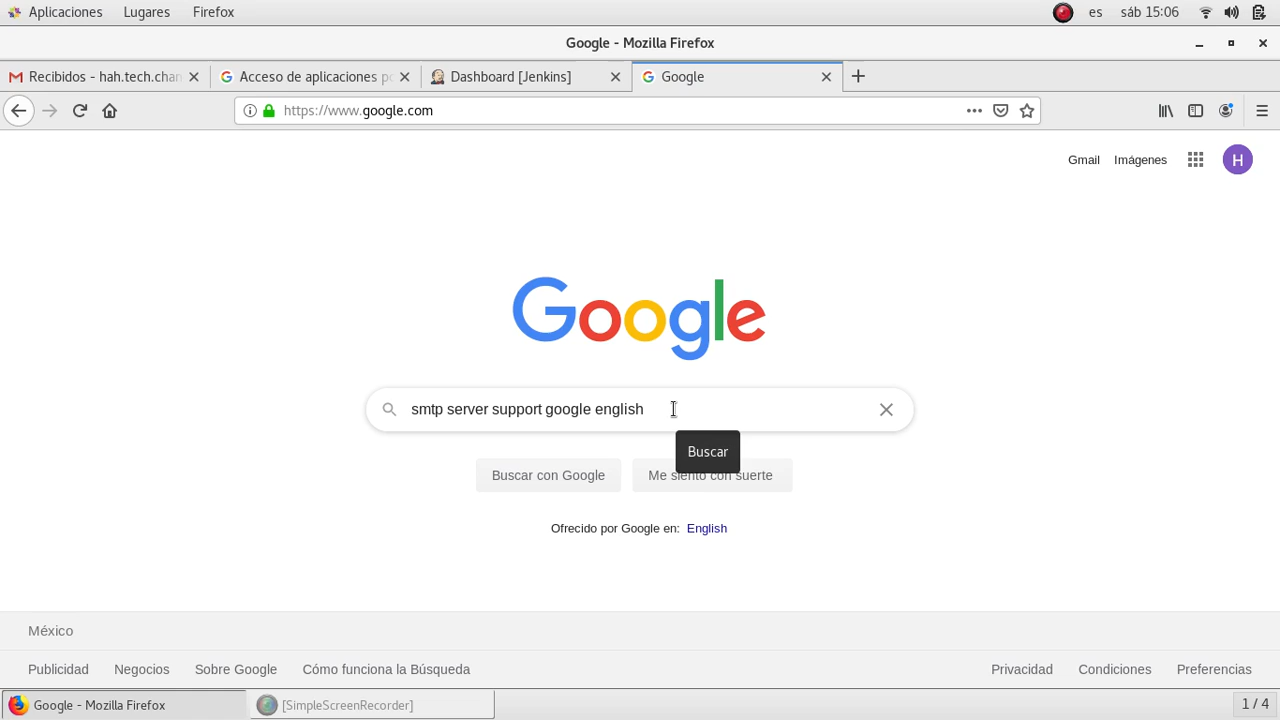 Aplicaciones Lugares Firefox es sáb 15:06
Google - Mozilla Firefox
Recibidos - hah.tech.chan Acceso de aplicaciones po Dashboard [Jenkins] Google
https://www.google.com
Gmail Imágenes H
Google
smtp server support google english
Buscar
Buscar con Google Me siento con suerte
Ofrecido por Google en: English
México
Publicidad Negocios Sobre Google Cómo funciona la Búsqueda Privacidad Condiciones Preferencias
Google - Mozilla Firefox [SimpleScreenRecorder] 1 / 4